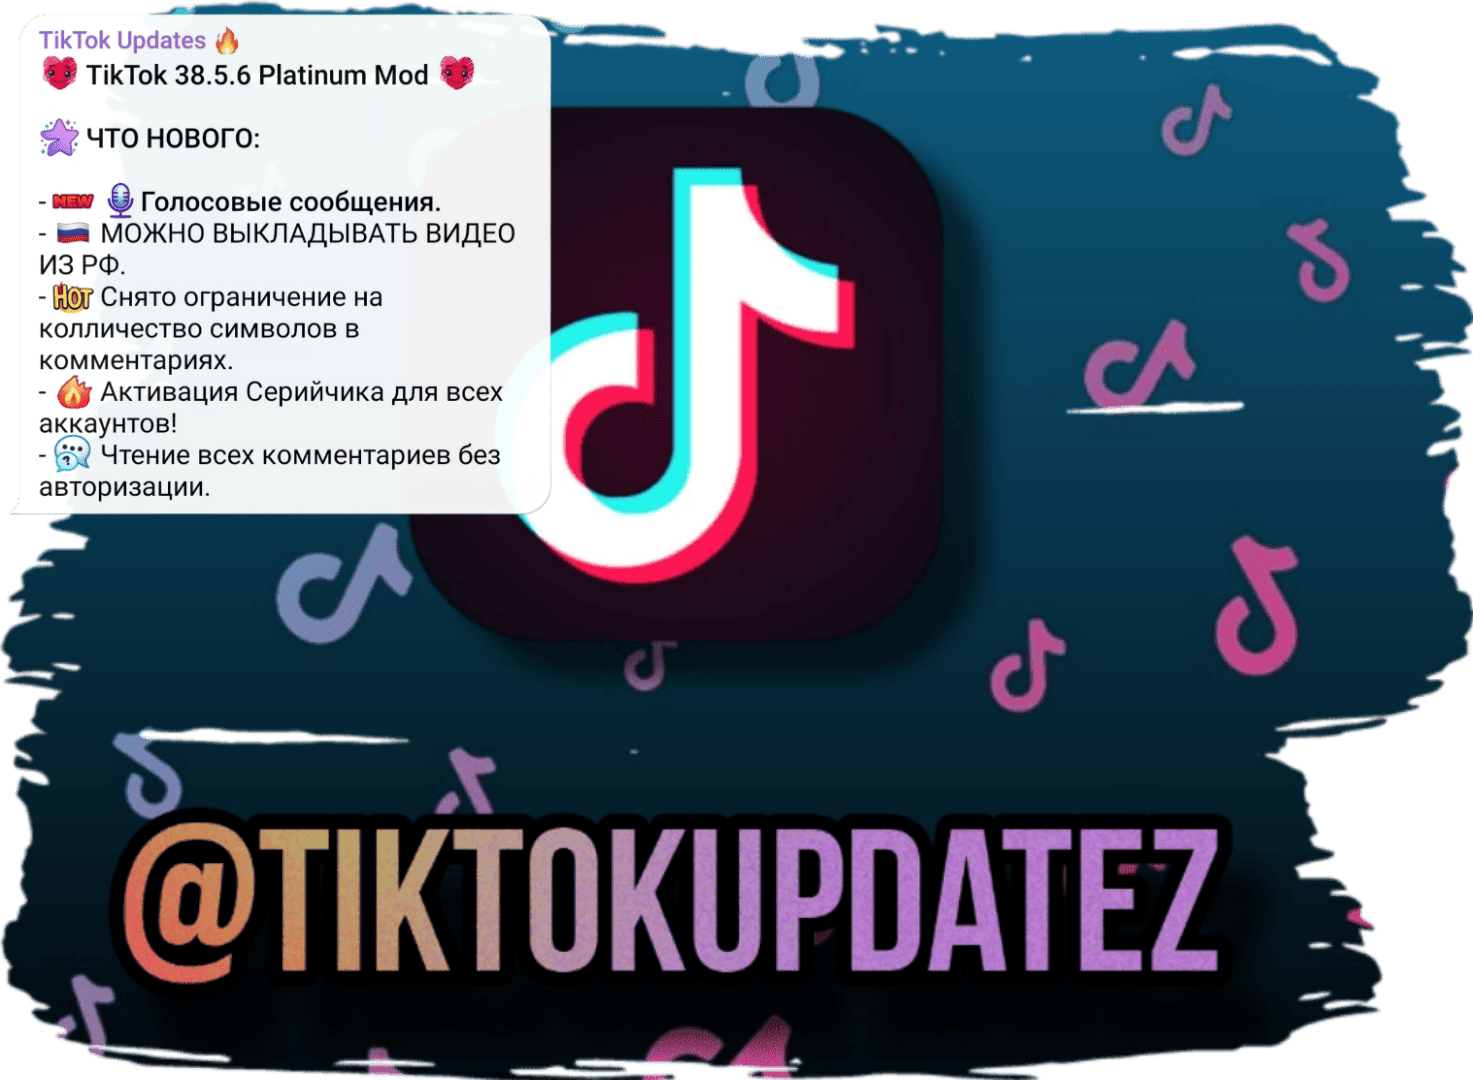 TikTok Updates 🔥
TikTok 38.5.6 Platinum Mod
ЧТО НОВОГО:
- NEW 🎙 Голосовые сообщения.
- 🇷🇺 МОЖНО ВЫКЛАДЫВАТЬ ВИДЕО
ИЗ РФ.
- HOT Снято ограничение на
колличество символов в
комментариях.
- 🔥 Активация Серийчика для всех
аккаунтов!
- 💬 Чтение всех комментариев без
авторизации.
@TIKTOKUPDATEZ